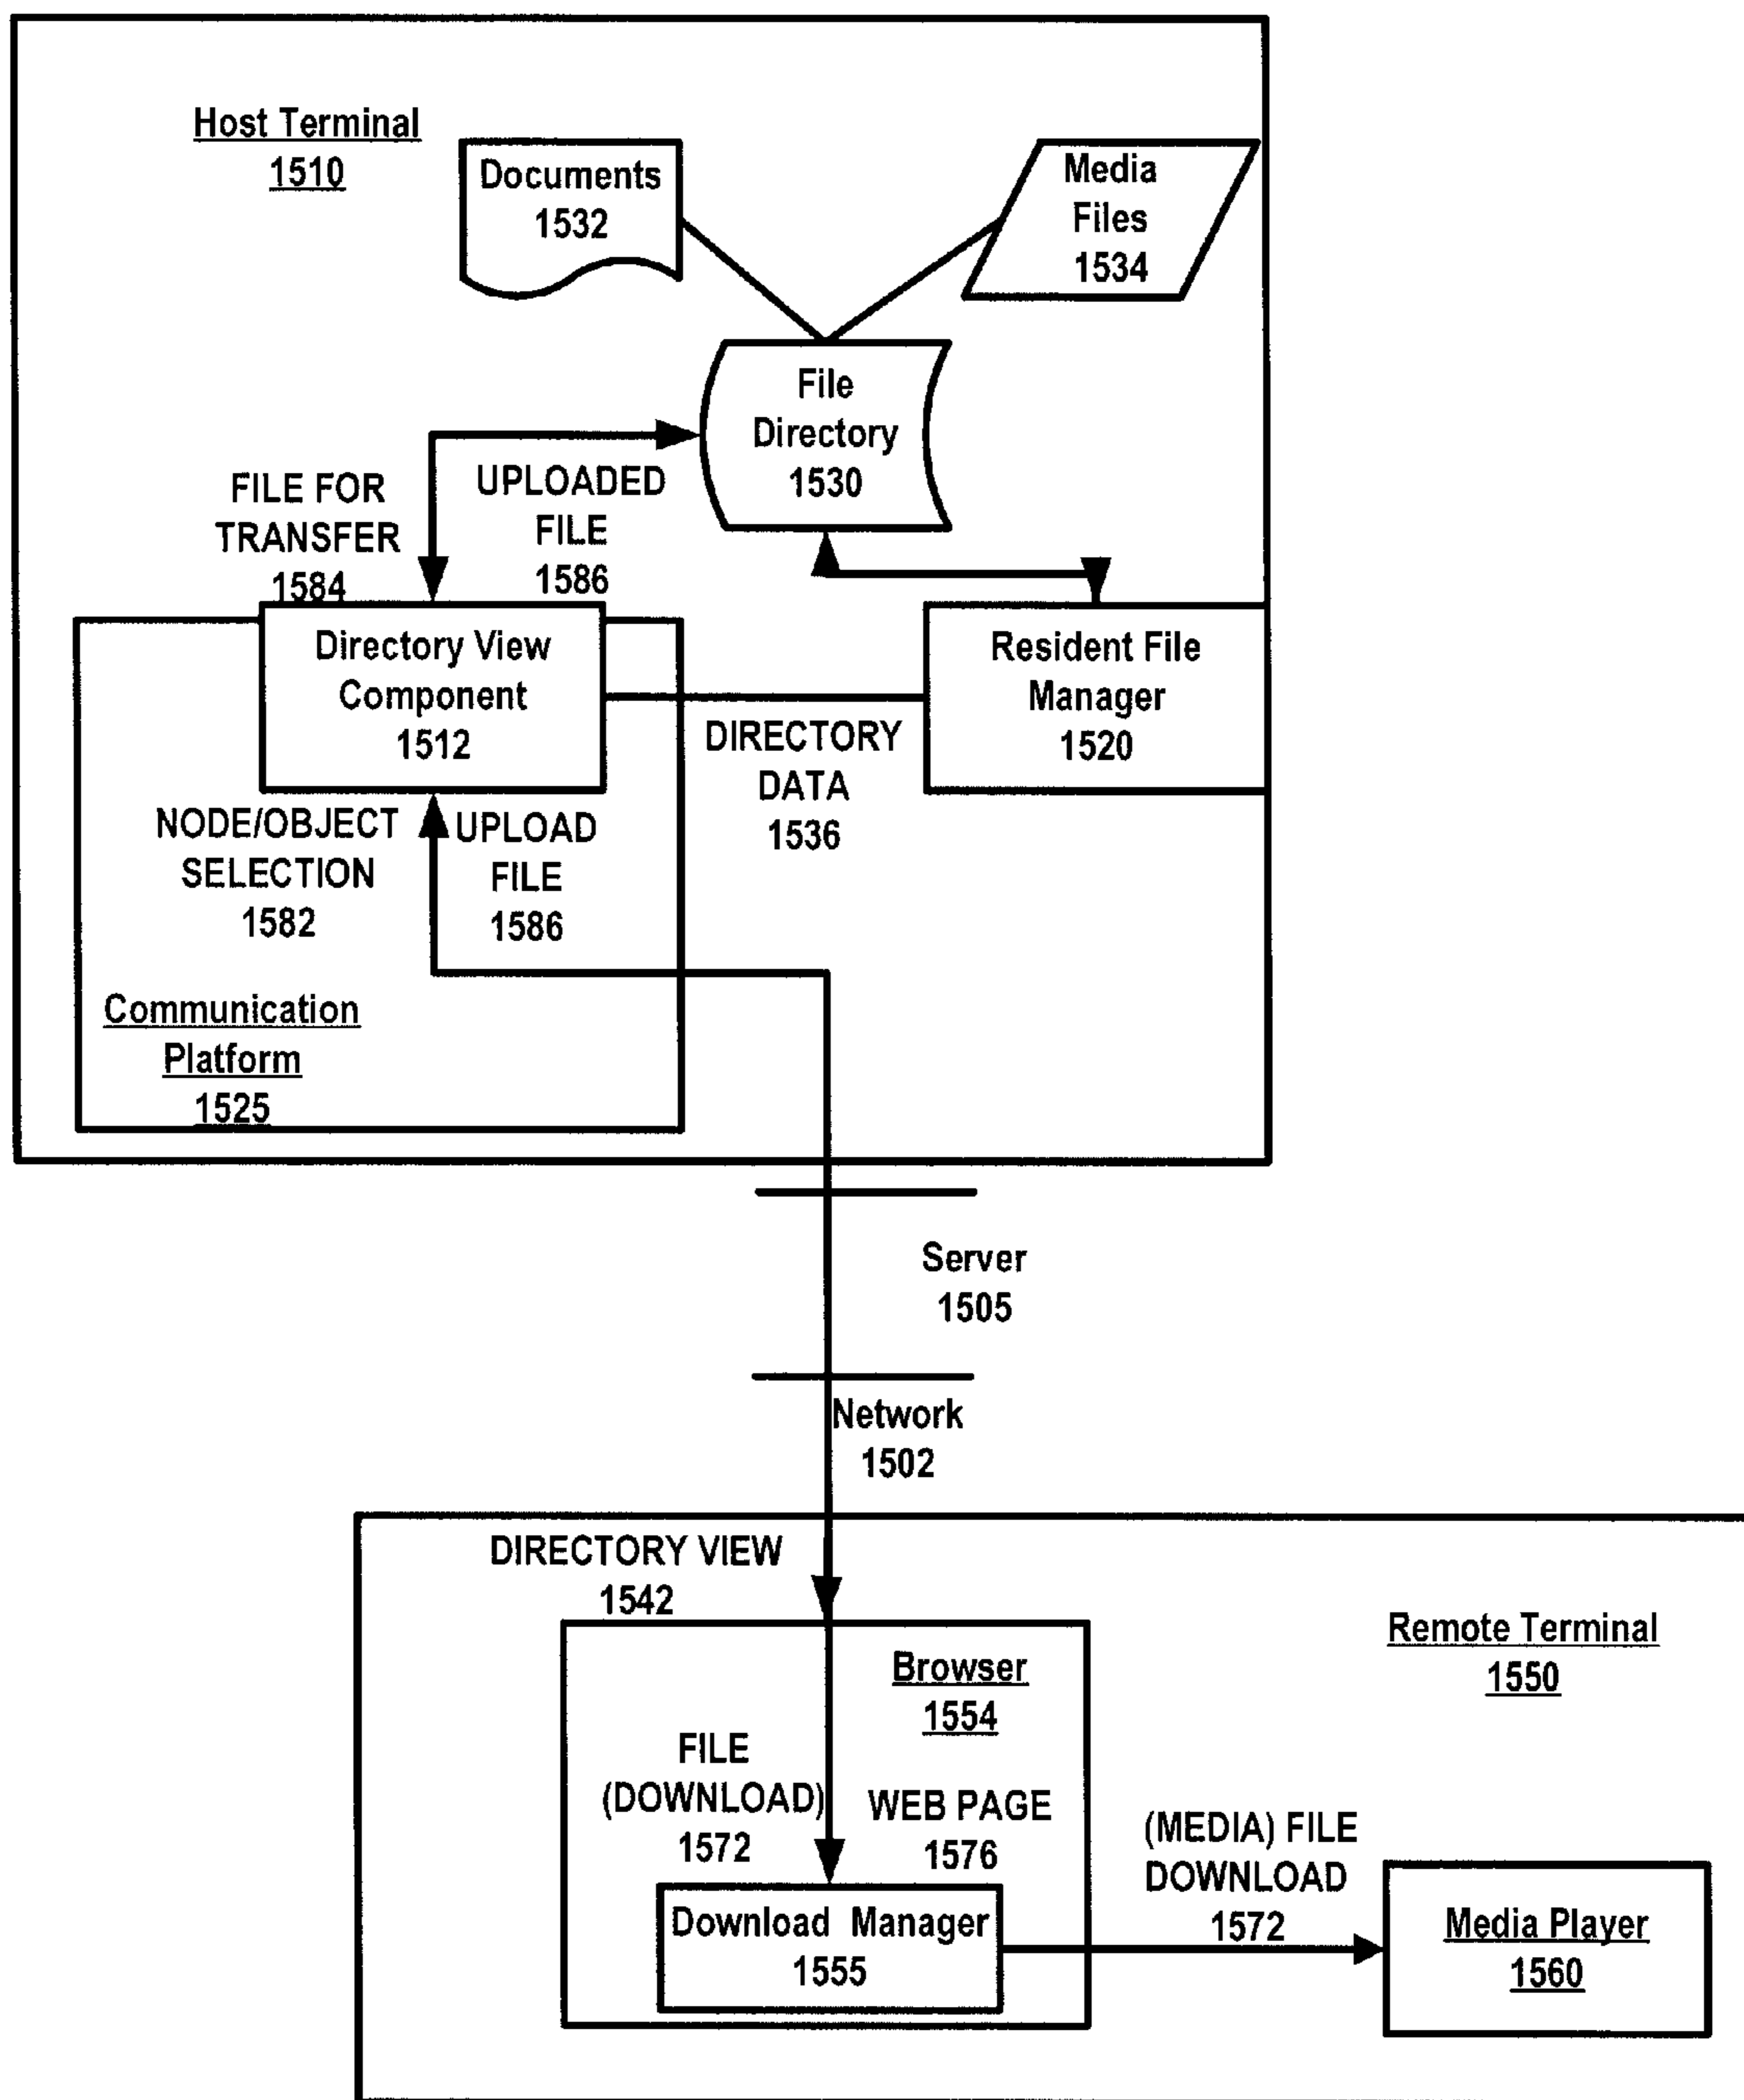 Host Terminal
1510
Documents
1532
Media
Files
1534
File
Directory
1530
FILE FOR
TRANSFER
1584
UPLOADED
FILE
1586
Directory View
Component
1512
Resident File
Manager
1520
DIRECTORY
DATA
1536
NODE/OBJECT
SELECTION
1582
UPLOAD
FILE
1586
Communication
Platform
1525
Server
1505
Network
1502
DIRECTORY VIEW
1542
Remote Terminal
1550
Browser
1554
FILE
(DOWNLOAD)
1572
WEB PAGE
1576
(MEDIA) FILE
DOWNLOAD
1572
Download Manager
1555
Media Player
1560